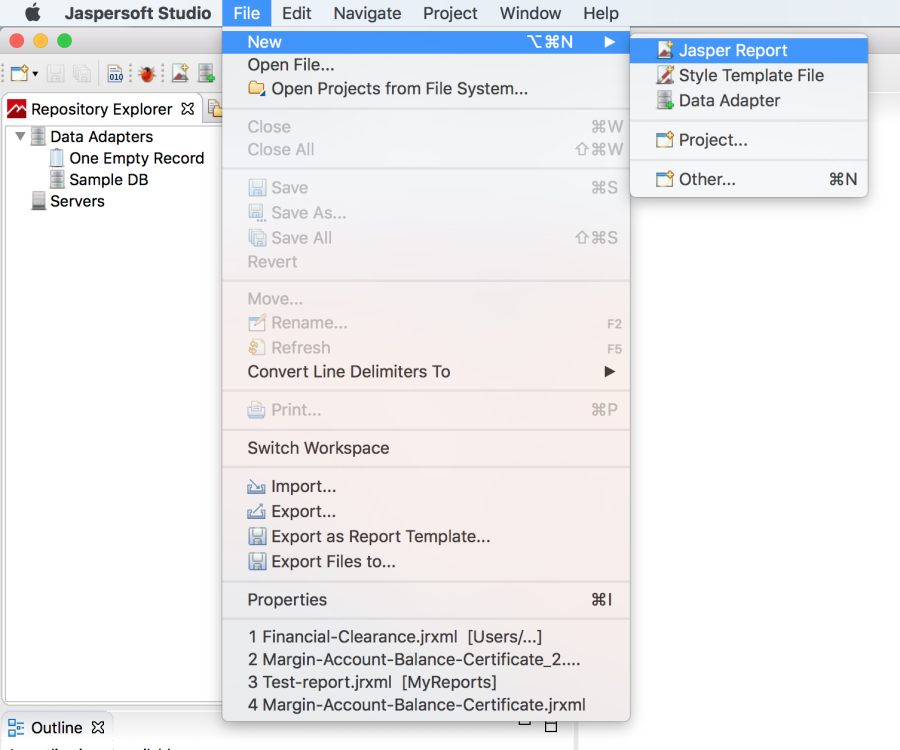 Jaspersoft Studio File Edit Navigate Project Window Help
New ⌥⌘N ▶
Open File...
Open Projects from File System...
Close ⌘W
Close All ⇧⌘W
Save ⌘S
Save As...
Save All ⇧⌘S
Revert
Move...
Rename... F2
Refresh F5
Convert Line Delimiters To ▶
Print... ⌘P
Switch Workspace
Import...
Export...
Export as Report Template...
Export Files to...
Properties ⌘I
1 Financial-Clearance.jrxml [Users/...]
2 Margin-Account-Balance-Certificate_2....
3 Test-report.jrxml [MyReports]
4 Margin-Account-Balance-Certificate.jrxml
Jasper Report
Style Template File
Data Adapter
Project...
Other... ⌘N
010
Repository Explorer
Data Adapters
One Empty Record
Sample DB
Servers
Outline